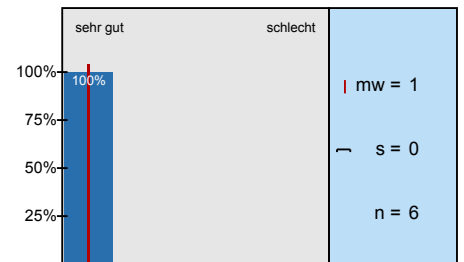 sehr gut schlecht
100%
100%
mw = 1
75%
s = 0
50%
25%
n = 6